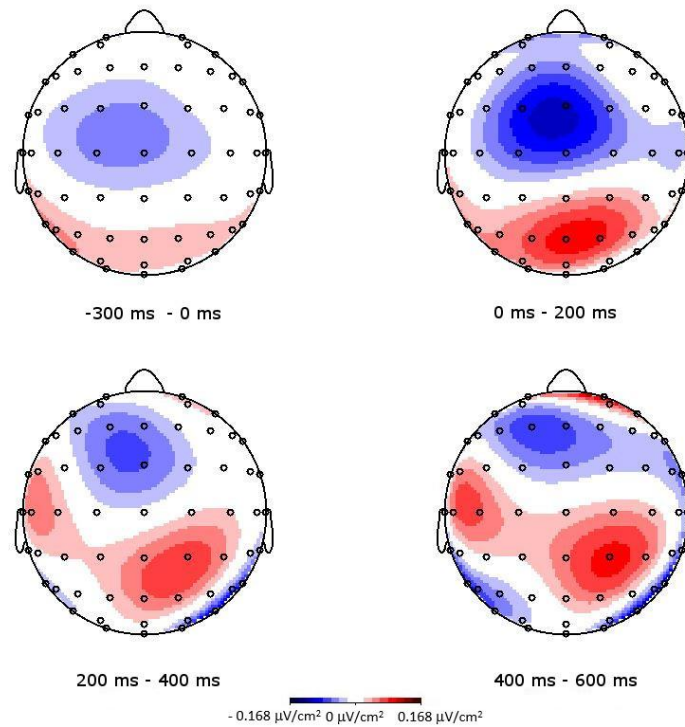 -300 ms - 0 ms
0 ms - 200 ms
200 ms - 400 ms
400 ms - 600 ms
- 0.168 µV/cm² 0 µV/cm² 0.168 µV/cm²